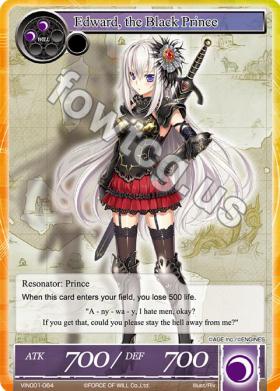 Edward, the Black Prince
WILL
fowtcg.us
©AGE Inc./©ENGINES
Resonator: Prince
When this card enters your field, you lose 500 life.
"A - ny - wa - y, I hate men, okay?
If you get that, could you please stay the hell away from me?"
ATK 700/ DEF 700
VIN001-064 ©FORCE OF WILL Co.,Ltd. Illust/Riv.